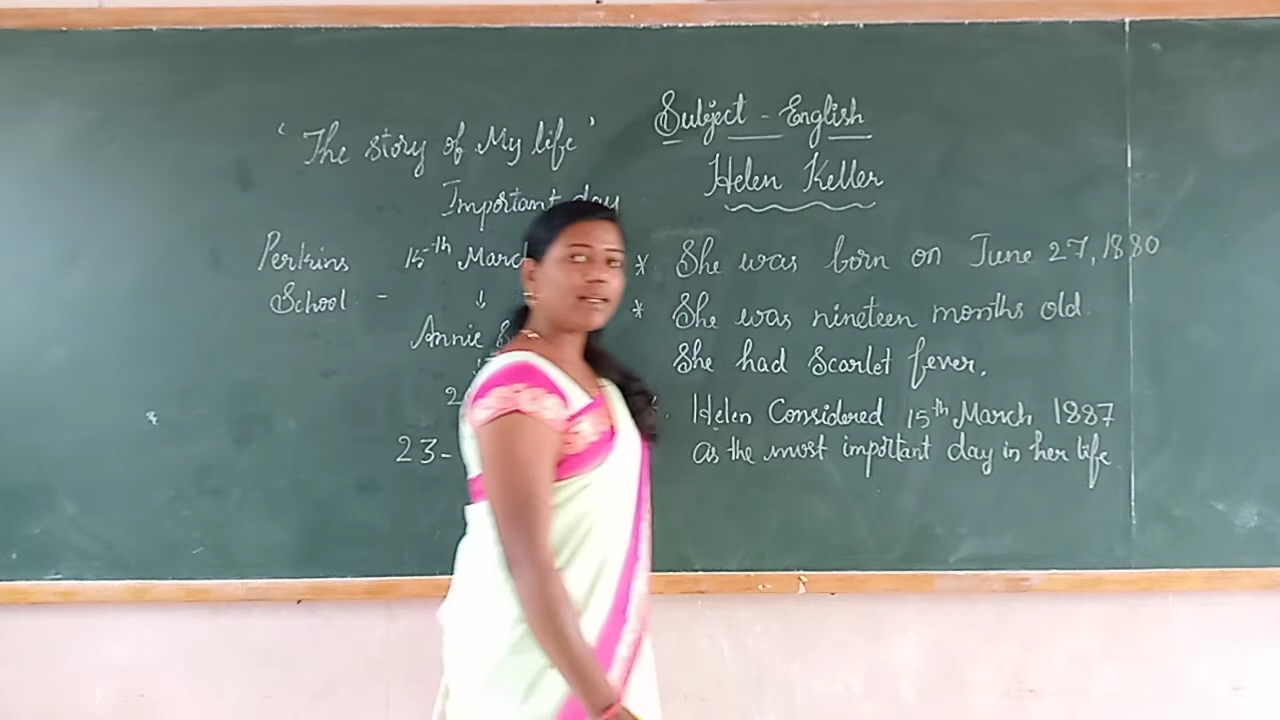 Subject - English
' The story of My life '
Helen Keller
Important day
Perkins
School -
15th March
↓
Annie
↓
2
23-
* She was born on June 27, 1880
* She was nineteen months old
She had Scarlet fever.
Helen Considered 15th March 1887
as the most important day in her life